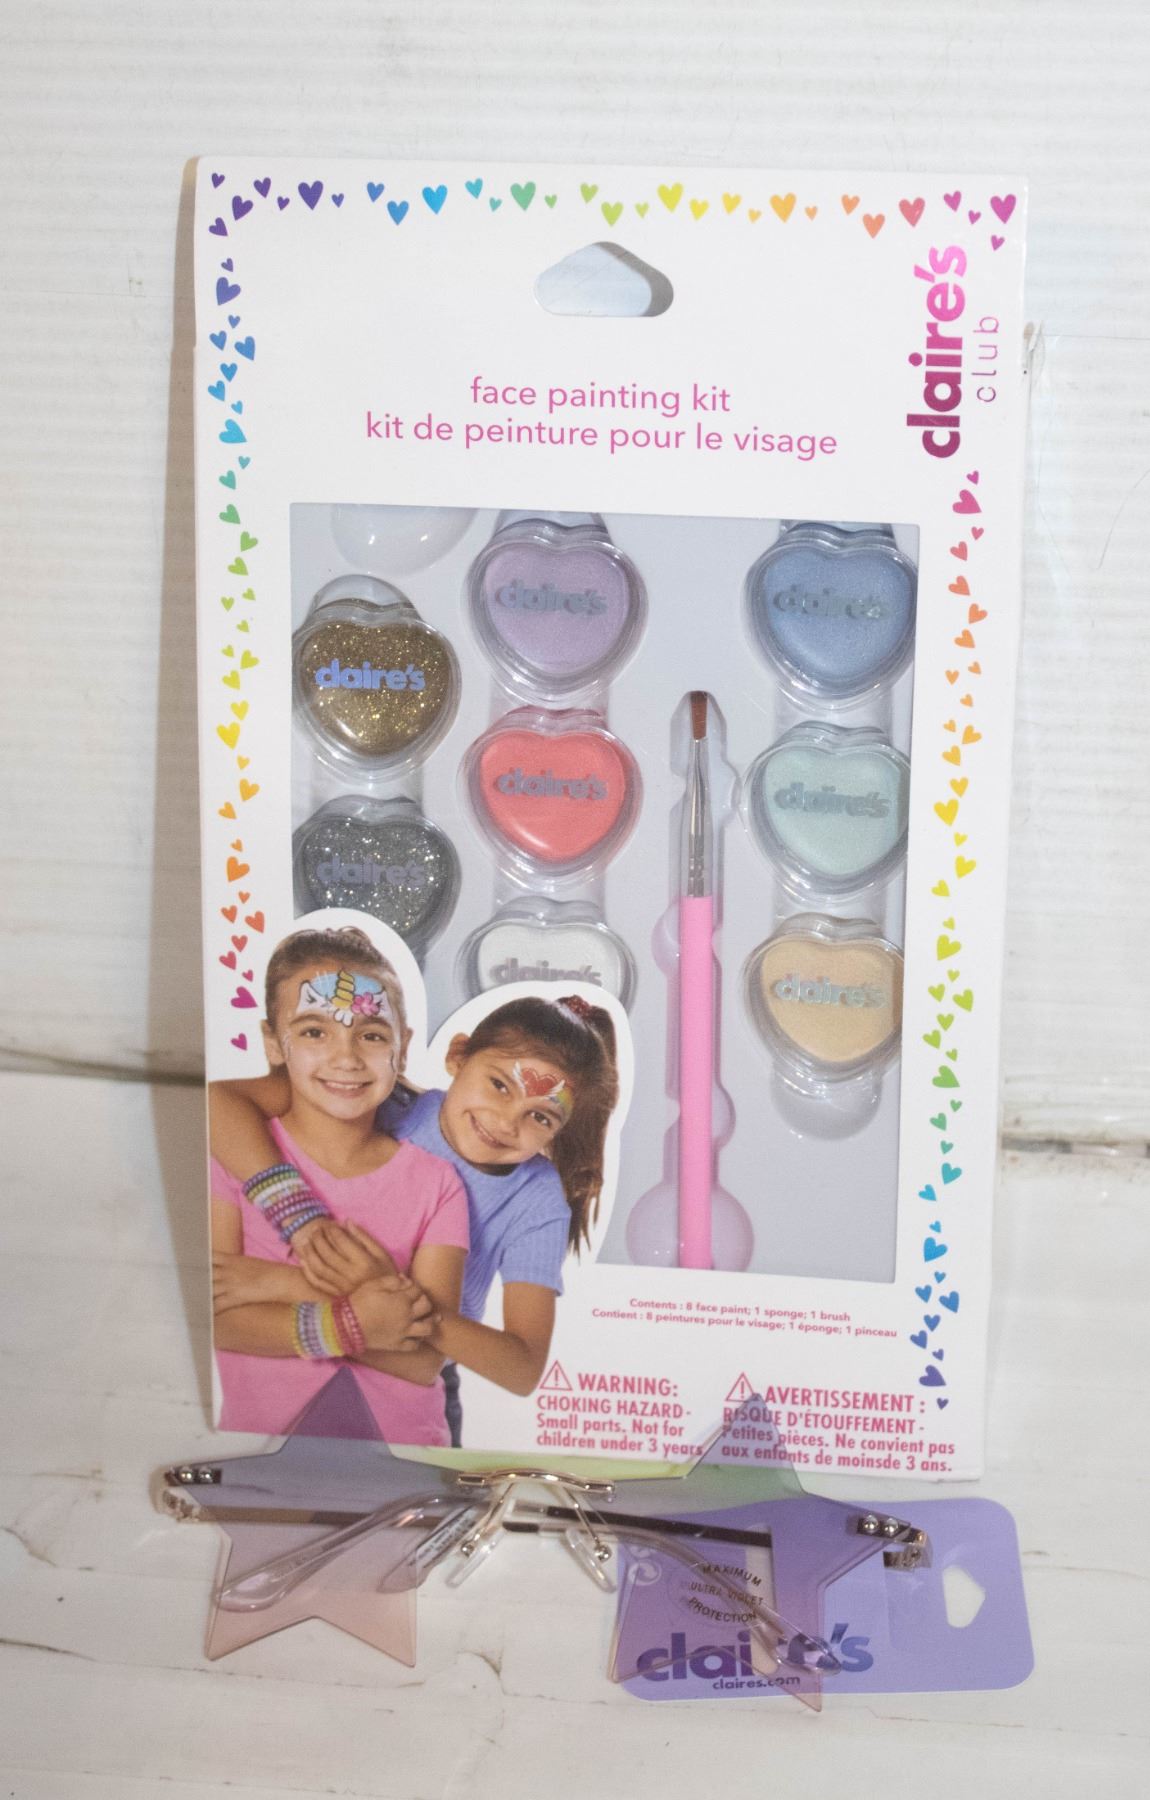 claire's
club
face painting kit
kit de peinture pour le visage
claire's
claire's
claire's
claire's
claire's
claire's
claire's
claire's
Contents : 8 face paint; 1 sponge; 1 brush
Contient : 8 peintures pour le visage; 1 éponge; 1 pinceau
WARNING:
CHOKING HAZARD-
Small parts. Not for
children under 3 years
AVERTISSEMENT :
RISQUE D'ÉTOUFFEMENT -
Petites pièces. Ne convient pas
aux enfants de moinsde 3 ans.
MAXIMUM
ULTRA VIOLET
PROTECTION
claire's
claires.com